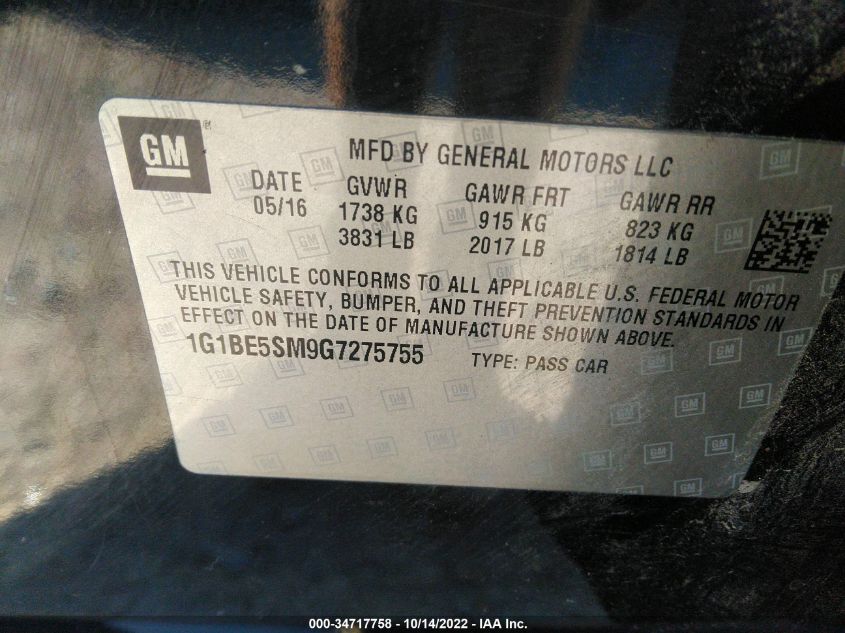 GM
MFD BY GENERAL MOTORS LLC
DATE GVWR GAWR FRT GAWR RR
05/16 1738 KG 915 KG 823 KG
3831 LB 2017 LB 1814 LB
THIS VEHICLE CONFORMS TO ALL APPLICABLE U.S. FEDERAL MOTOR
VEHICLE SAFETY, BUMPER, AND THEFT PREVENTION STANDARDS IN
EFFECT ON THE DATE OF MANUFACTURE SHOWN ABOVE.
1G1BE5SM9G7275755 TYPE: PASS CAR
000-34717758 - 10/14/2022 - IAA Inc.